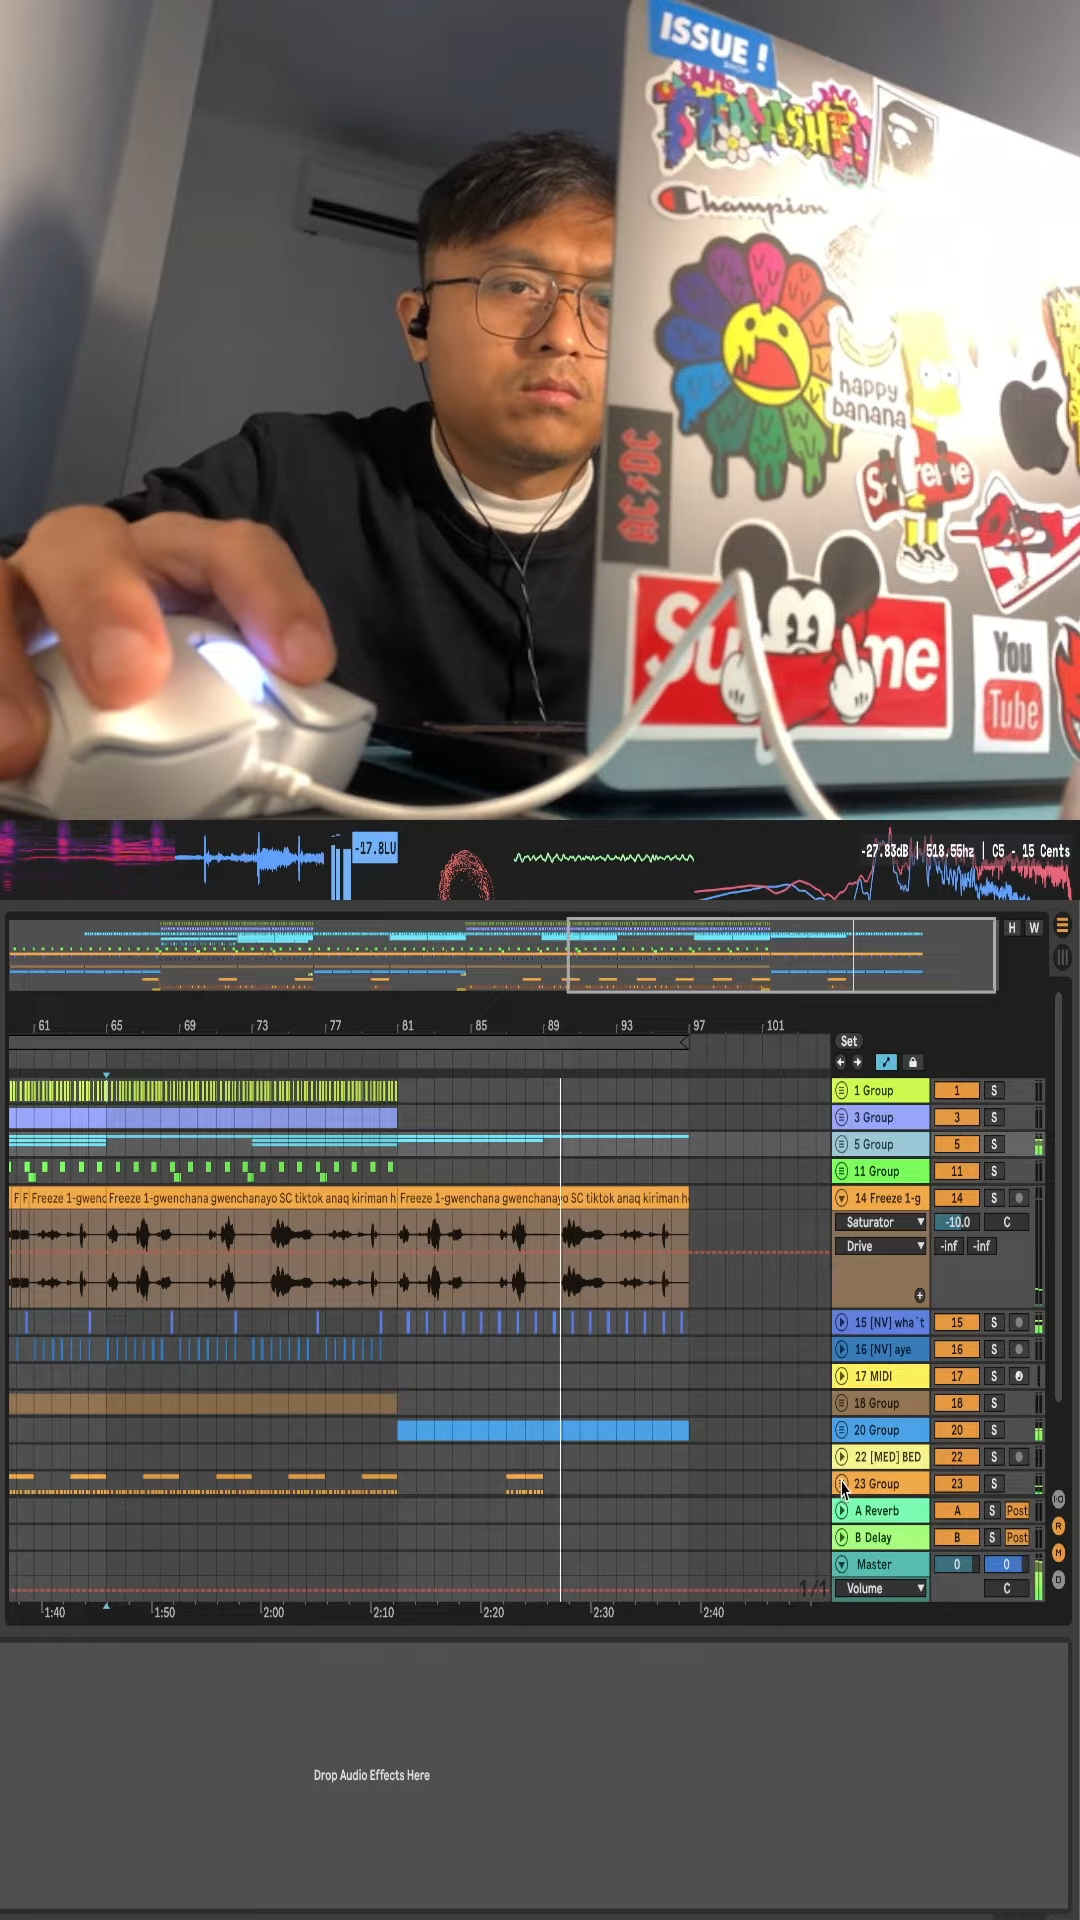 ISSUE !
SHOP
Champion
happy
banana
AC DC
Supreme
Su me
You
Tube
-17.8LU
-27.83dB | 518.55hz | C5 - 15 Cents
H W
61 65 69 73 77 81 85 89 93 97 101
Set
1 Group 1 S
3 Group 3 S
5 Group 5 S
11 Group 11 S
F F Freeze 1-gwenc Freeze 1-gwenchana gwenchanayo SC tiktok anaq kiriman h Freeze 1-gwenchana gwenchanayo SC tiktok anaq kiriman h
14 Freeze 1-g 14 S
Saturator -10.0 C
Drive -inf -inf
15 [NV] wha`t 15 S
16 [NV] aye 16 S
17 MIDI 17 S
18 Group 18 S
20 Group 20 S
22 [MED] BED 22 S
23 Group 23 S
A Reverb A S Post
B Delay B S Post
Master 0 0
1/1 Volume C
1:40 1:50 2:00 2:10 2:20 2:30 2:40
I·O
R
M
D
Drop Audio Effects Here